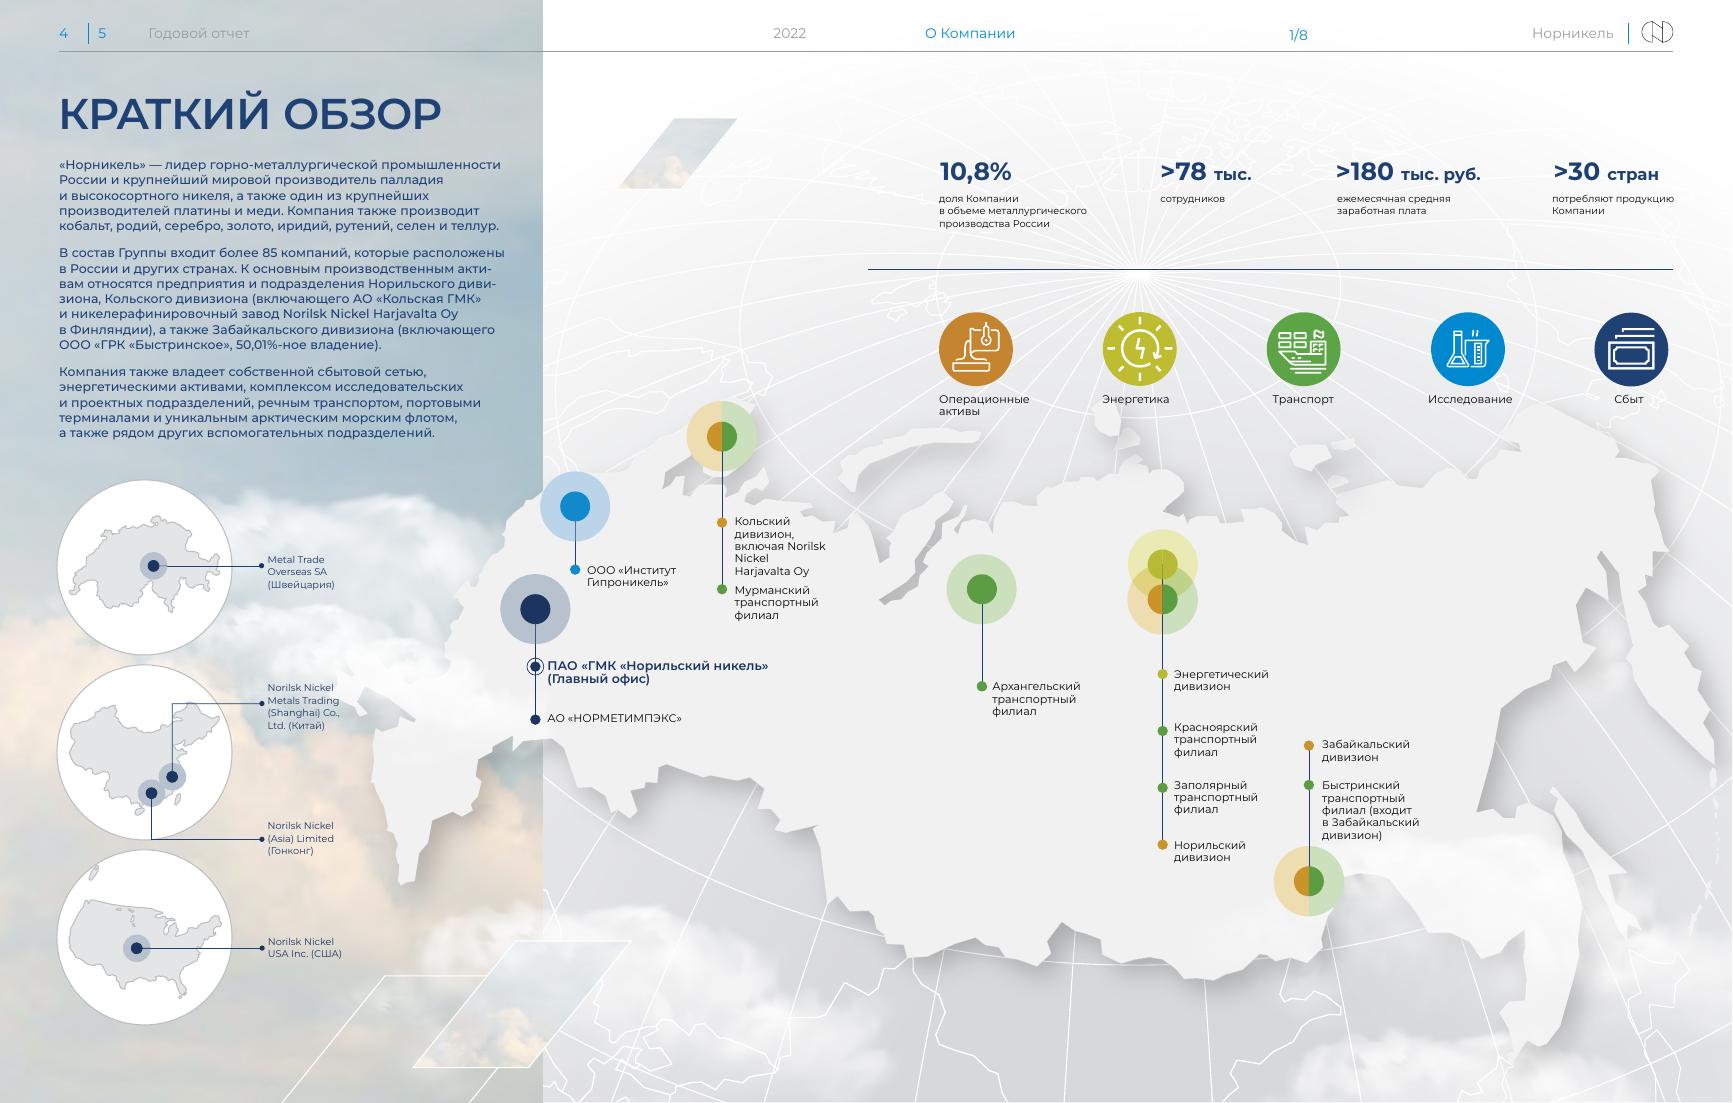 4 | 5 Годовой отчет 2022 О Компании 1/8 Норникель
КРАТКИЙ ОБЗОР
«Норникель» — лидер горно-металлургической промышленности
России и крупнейший мировой производитель палладия
и высокосортного никеля, а также один из крупнейших
производителей платины и меди. Компания также производит
кобальт, родий, серебро, золото, иридий, рутений, селен и теллур.
В состав Группы входит более 85 компаний, которые расположены
в России и других странах. К основным производственным акти-
вам относятся предприятия и подразделения Норильского диви-
зиона, Кольского дивизиона (включающего АО «Кольская ГМК»
и никелерафинировочный завод Norilsk Nickel Harjavalta Oy
в Финляндии), а также Забайкальского дивизиона (включающего
ООО «ГРК «Быстринское», 50,01%-ное владение).
Компания также владеет собственной сбытовой сетью,
энергетическими активами, комплексом исследовательских
и проектных подразделений, речным транспортом, портовыми
терминалами и уникальным арктическим морским флотом,
а также рядом других вспомогательных подразделений.
10,8%
доля Компании
в объеме металлургического
производства России
>78 тыс.
сотрудников
>180 тыс. руб.
ежемесячная средняя
заработная плата
>30 стран
потребляют продукцию
Компании
Операционные
активы
Энергетика
Транспорт
Исследование
Сбыт
Metal Trade
Overseas SA
(Швейцария)
Norilsk Nickel
Metals Trading
(Shanghai) Co.,
Ltd. (Китай)
Norilsk Nickel
(Asia) Limited
(Гонконг)
Norilsk Nickel
USA Inc. (США)
ООО «Институт
Гипроникель»
ПАО «ГМК «Норильский никель»
(Главный офис)
АО «НОРМЕТИМПЭКС»
Кольский
дивизион,
включая Norilsk
Nickel
Harjavalta Oy
Мурманский
транспортный
филиал
Архангельский
транспортный
филиал
Энергетический
дивизион
Красноярский
транспортный
филиал
Заполярный
транспортный
филиал
Норильский
дивизион
Забайкальский
дивизион
Быстринский
транспортный
филиал (входит
в Забайкальский
дивизион)